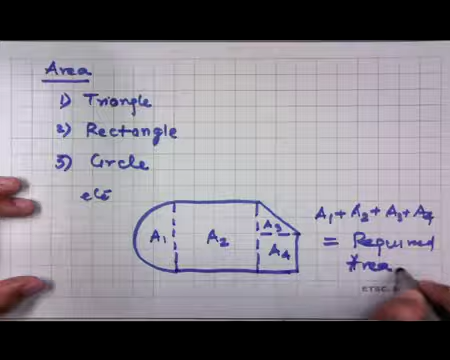 Area
1) Triangle
2) Rectangle
3) Circle
etc
A1 A2 A3 A4
A1 + A2 + A3 + A4
= Required
Area